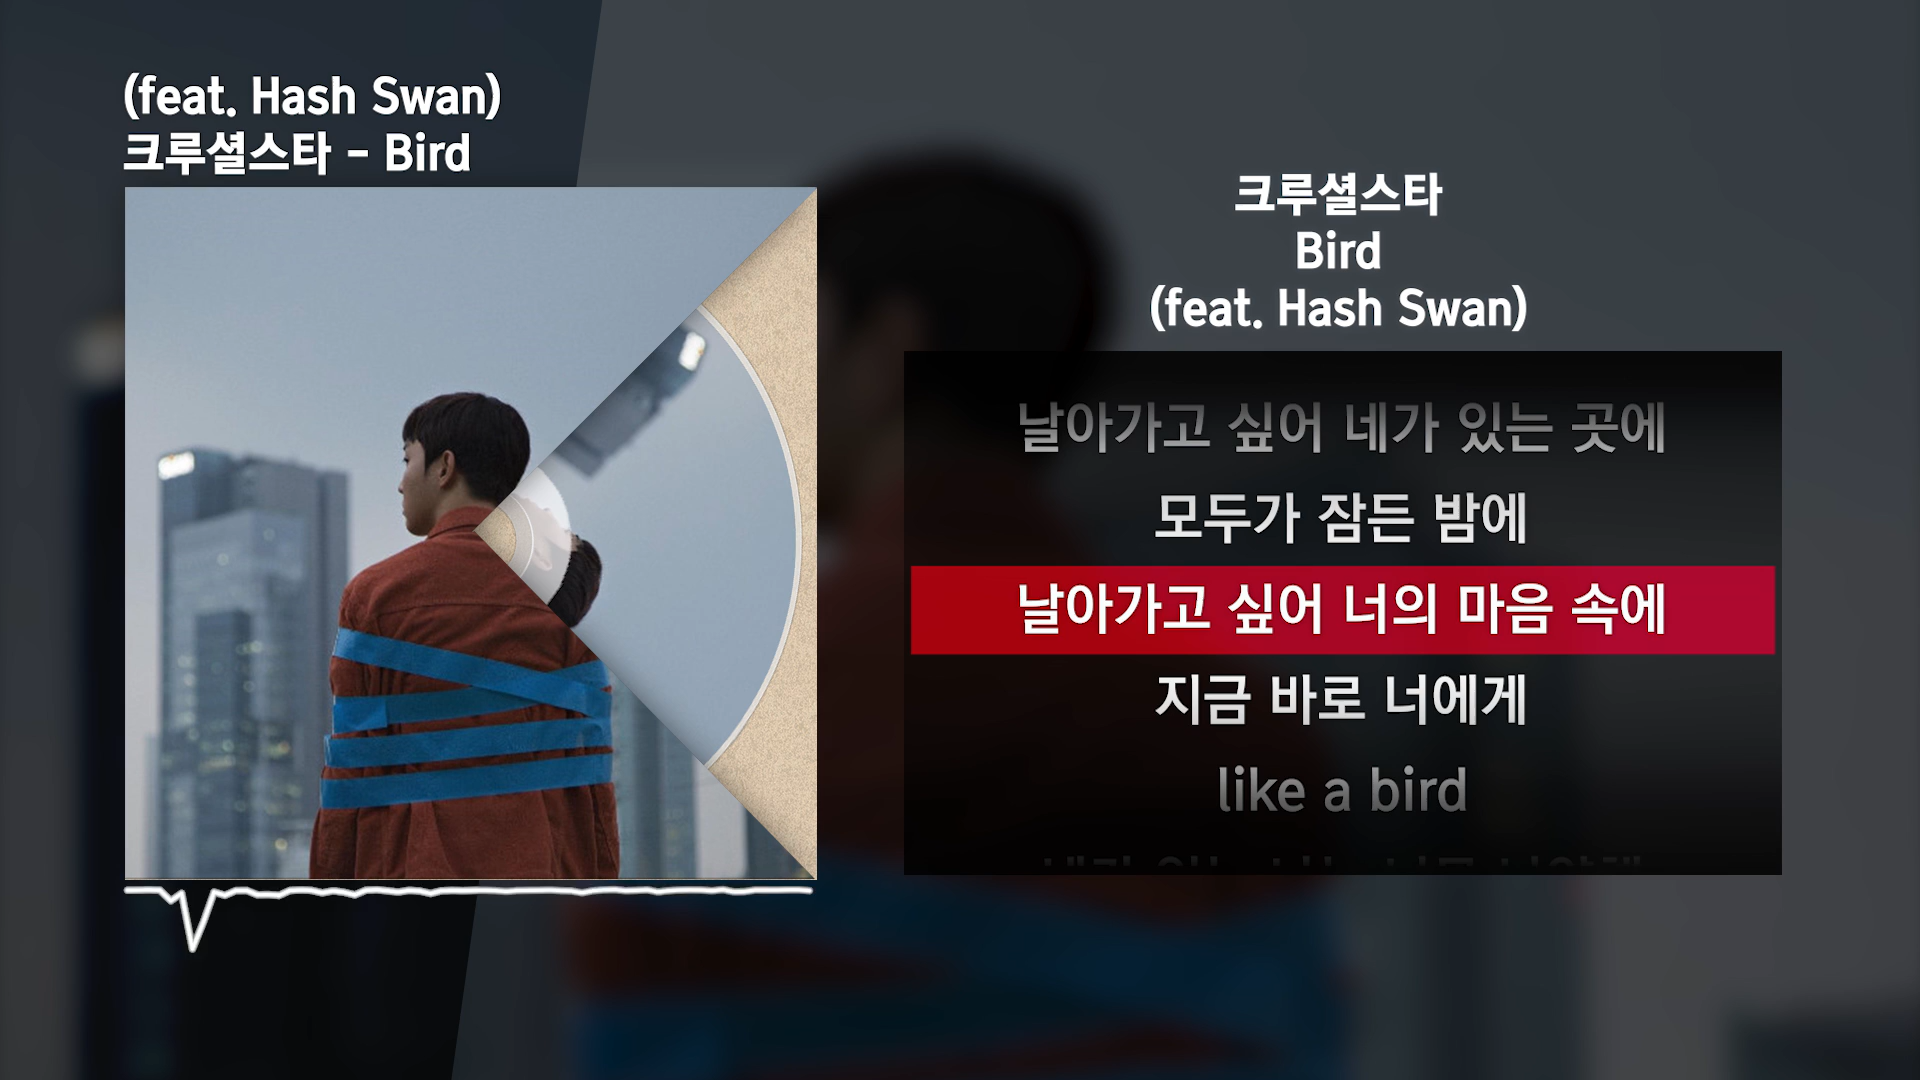 (feat. Hash Swan)
크루셜스타 - Bird
크루셜스타
Bird
(feat. Hash Swan)
날아가고 싶어 네가 있는 곳에
모두가 잠든 밤에
날아가고 싶어 너의 마음 속에
지금 바로 너에게
like a bird